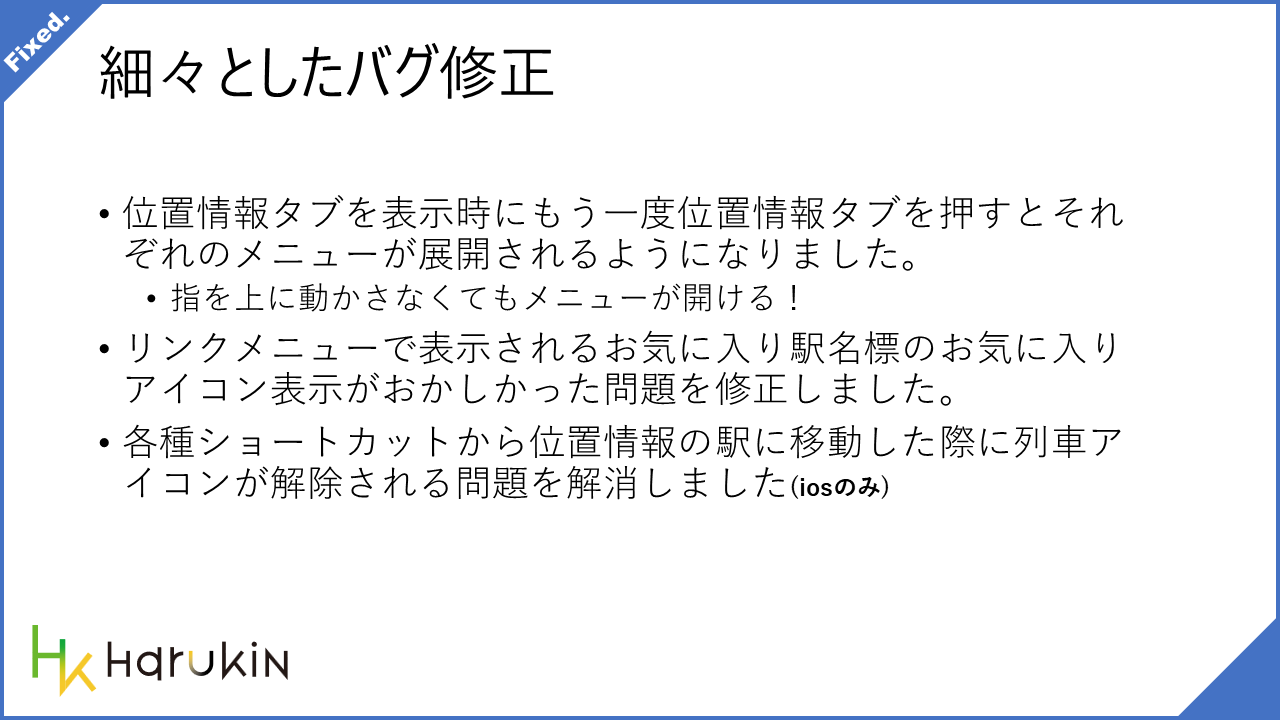 Fixed.
細々としたバグ修正
• 位置情報タブを表示時にもう一度位置情報タブを押すとそれ
ぞれのメニューが展開されるようになりました。
• 指を上に動かさなくてもメニューが開ける！
• リンクメニューで表示されるお気に入り駅名標のお気に入り
アイコン表示がおかしかった問題を修正しました。
• 各種ショートカットから位置情報の駅に移動した際に列車ア
イコンが解除される問題を解消しました(iosのみ)
HK Harukin